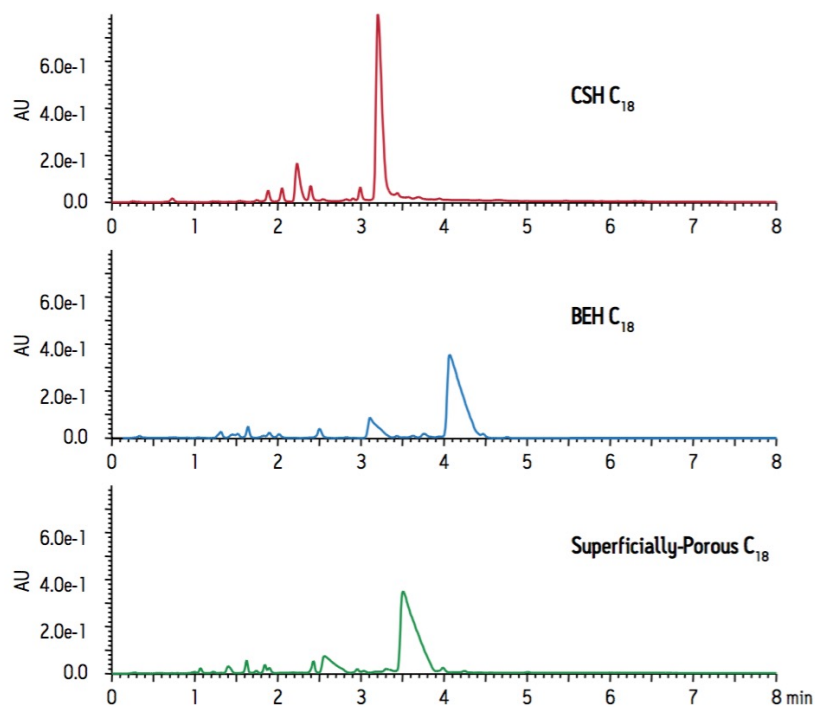 6.0e-1
4.0e-1
2.0e-1
0.0
AU
CSH C18
0 1 2 3 4 5 6 7 8
6.0e-1
4.0e-1
2.0e-1
0.0
AU
BEH C18
0 1 2 3 4 5 6 7 8
6.0e-1
4.0e-1
2.0e-1
0.0
AU
Superficially-Porous C18
0 1 2 3 4 5 6 7 8 min